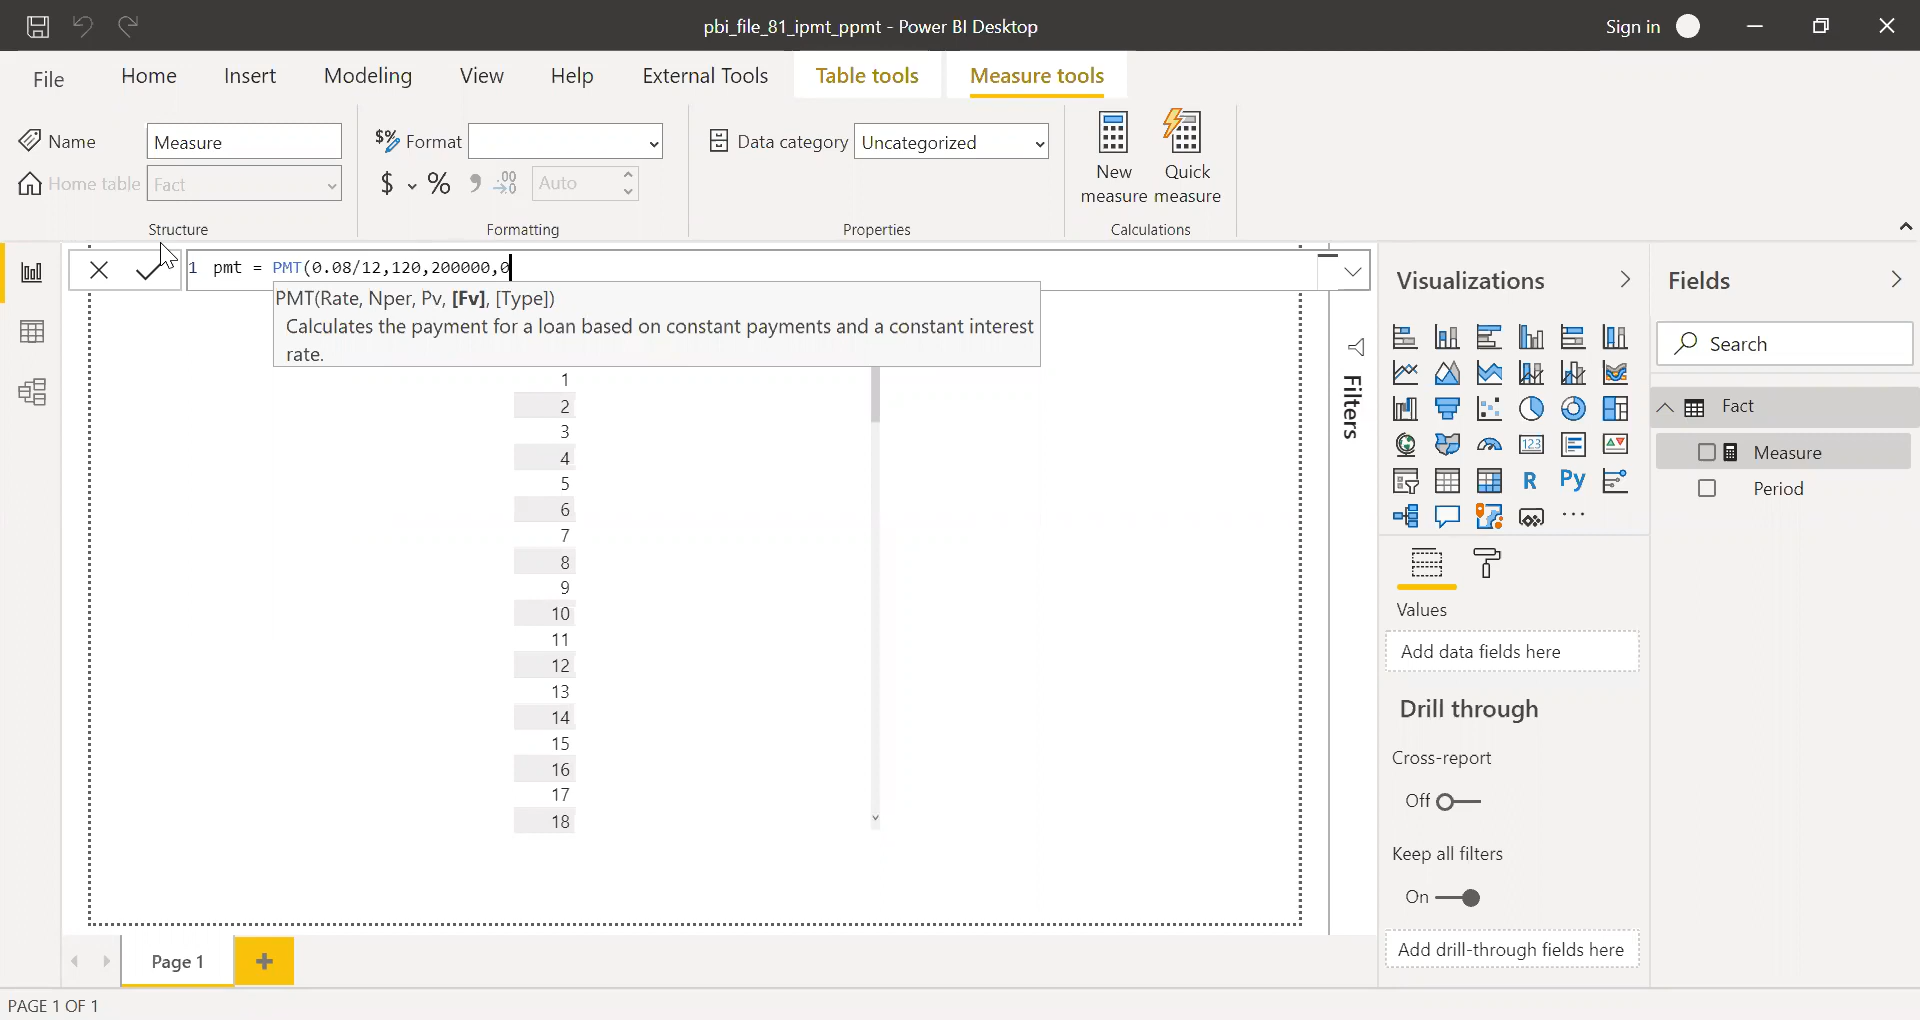 pbi_file_81_ipmt_ppmt - Power BI Desktop
Sign in
File Home Insert Modeling View Help External Tools Table tools Measure tools
Name Measure
Home table Fact
Structure
$% Format
$ % 9 .00 Auto
Formatting
Data category Uncategorized
Properties
New measure
Quick measure
Calculations
1 pmt = PMT(0.08/12,120,200000,0
PMT(Rate, Nper, Pv, [Fv], [Type])
Calculates the payment for a loan based on constant payments and a constant interest
rate.
1
2
3
4
5
6
7
8
9
10
11
12
13
14
15
16
17
18
Filters
Visualizations
123
R Py
...
Values
Add data fields here
Drill through
Cross-report
Off
Keep all filters
On
Add drill-through fields here
Fields
Search
Fact
Measure
Period
Page 1 +
PAGE 1 OF 1